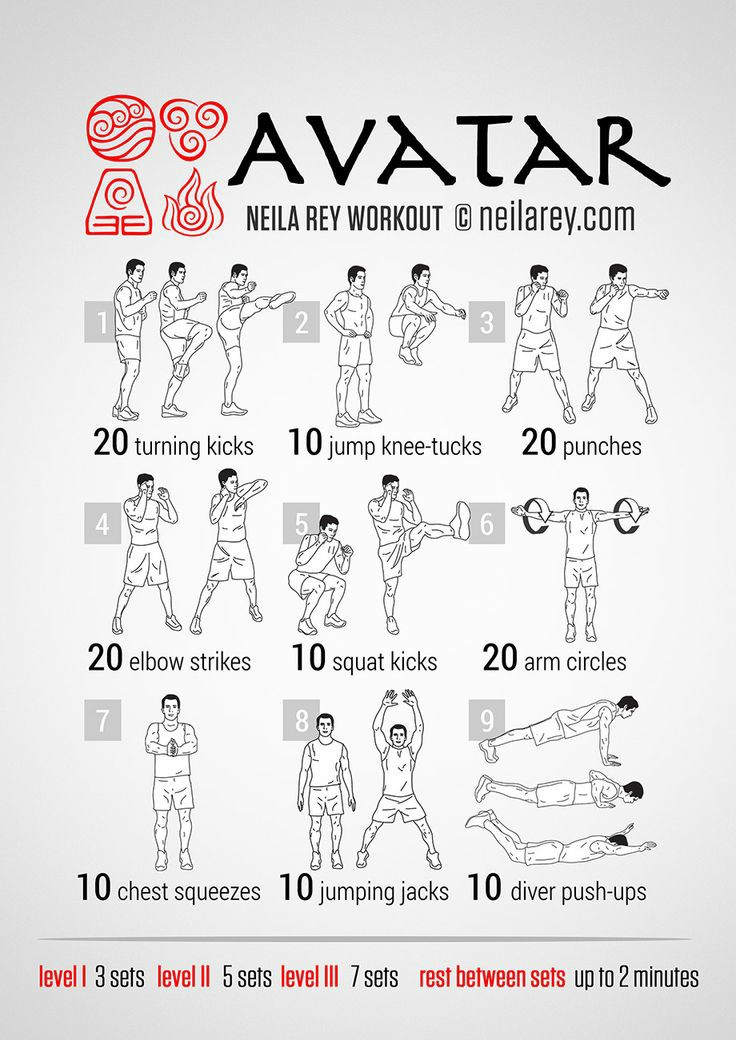 AVATAR
NEILA REY WORKOUT © neilarey.com
1
20 turning kicks
2
10 jump knee-tucks
3
20 punches
4
20 elbow strikes
5
10 squat kicks
6
20 arm circles
7
10 chest squeezes
8
10 jumping jacks
9
10 diver push-ups
level I 3 sets level II 5 sets level III 7 sets rest between sets up to 2 minutes